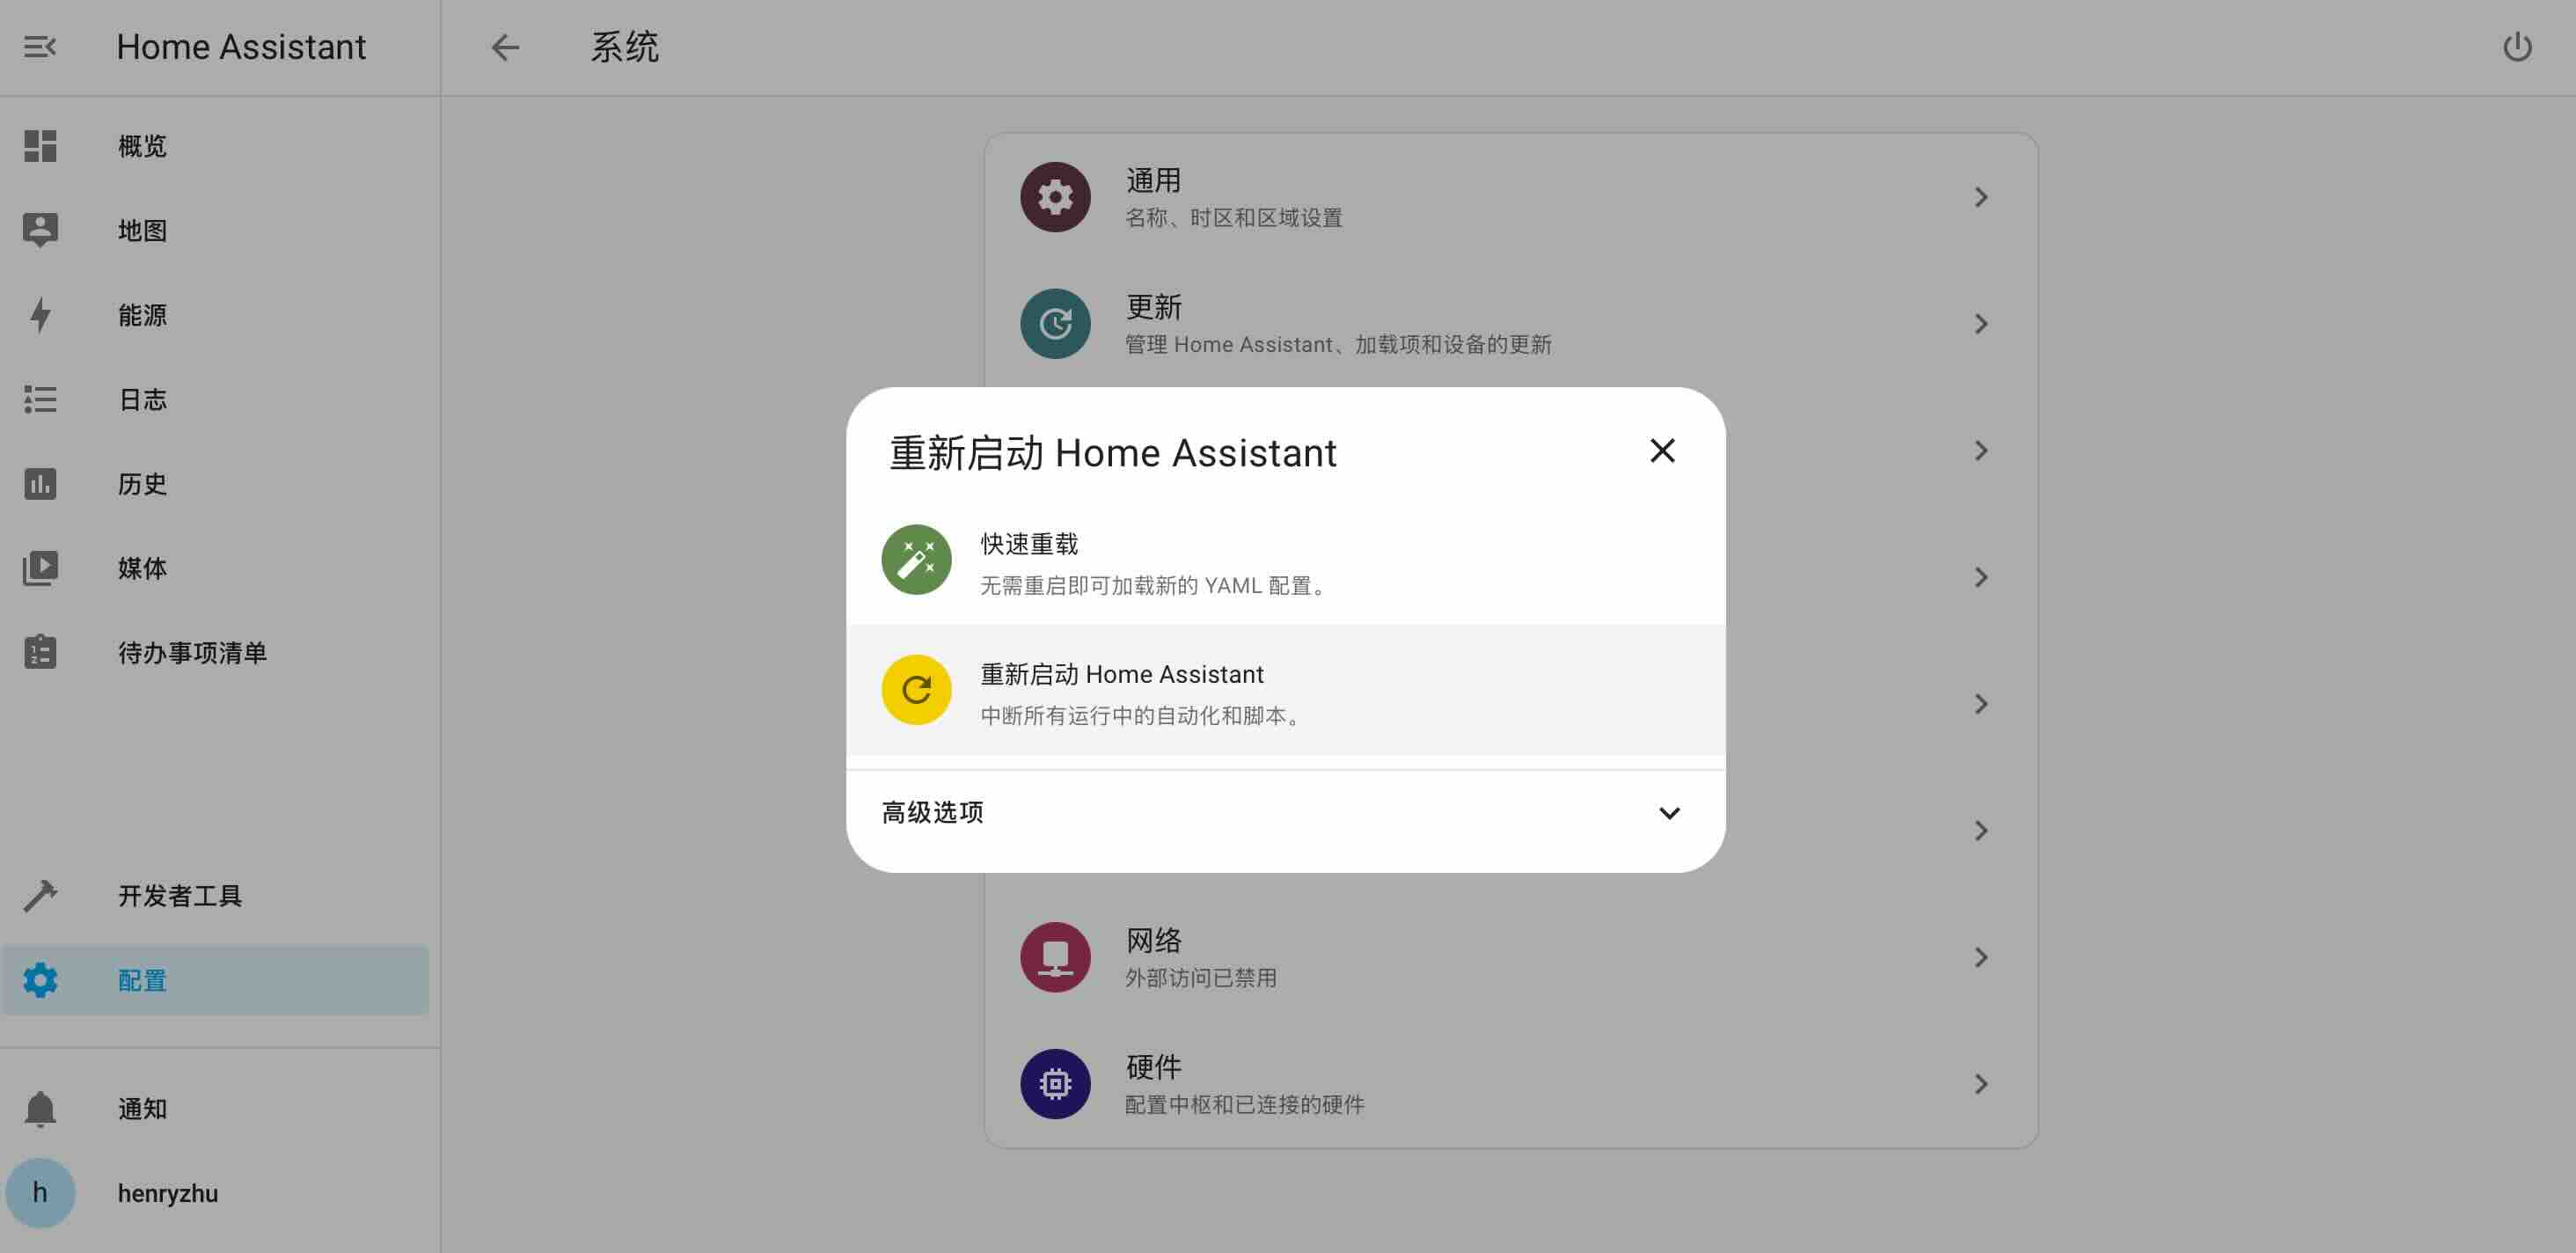 Home Assistant
系统
概览
地图
能源
日志
历史
媒体
待办事项清单
开发者工具
配置
通知
h
henryzhu
通用
名称、时区和区域设置
更新
管理 Home Assistant、加载项和设备的更新
重新启动 Home Assistant
快速重载
无需重启即可加载新的 YAML 配置。
重新启动 Home Assistant
中断所有运行中的自动化和脚本。
高级选项
网络
外部访问已禁用
硬件
配置中枢和已连接的硬件